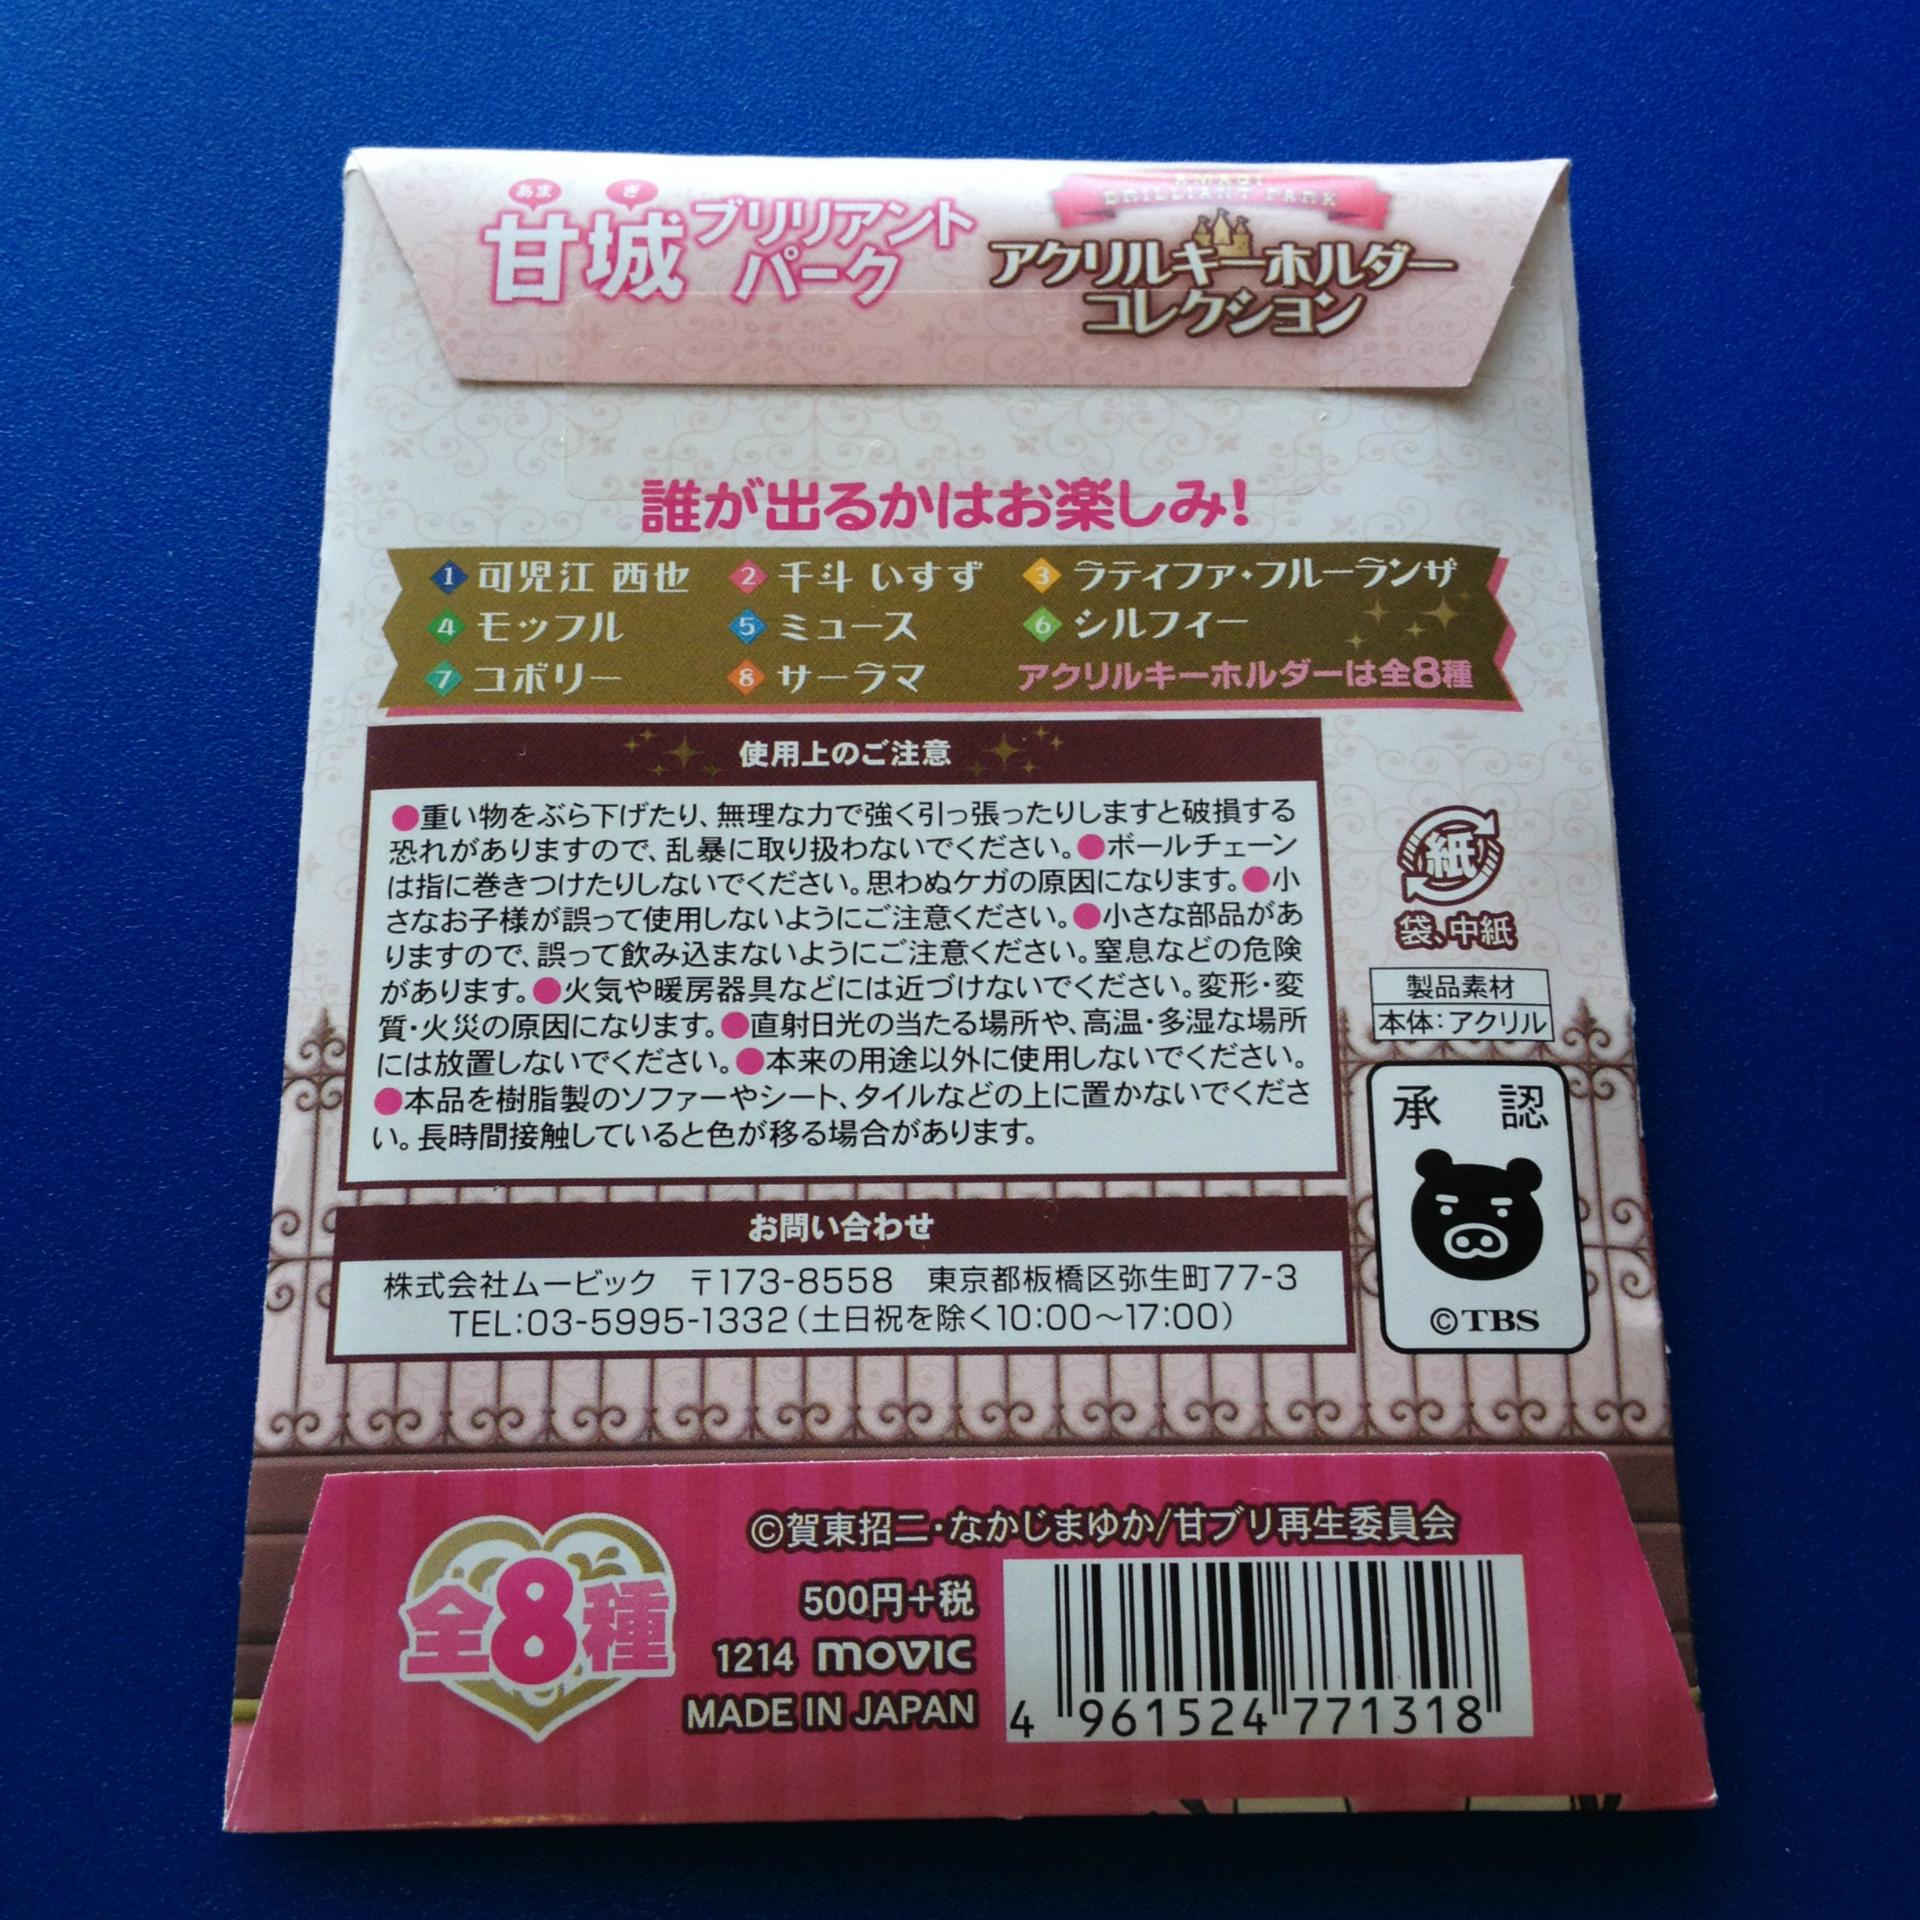 あま ぎ
甘城ブリリアントパーク
AMAGI
BRILLIANT PARK
アクリルキーホルダー
コレクション
誰が出るかはお楽しみ!
1 可児江 西也 2 千斗 いすず 3 ラティファ・フルーランザ
4 モッフル 5 ミュース 6 シルフィー
7 コボリー 8 サーラマ アクリルキーホルダーは全8種
使用上のご注意
●重い物をぶら下げたり、無理な力で強く引っ張ったりしますと破損する
恐れがありますので、乱暴に取り扱わないでください。●ボールチェーン
は指に巻きつけたりしないでください。思わぬケガの原因になります。●小
さなお子様が誤って使用しないようにご注意ください。●小さな部品があ
りますので、誤って飲み込まないようにご注意ください。窒息などの危険
があります。●火気や暖房器具などには近づけないでください。変形・変
質・火災の原因になります。●直射日光の当たる場所や、高温・多湿な場所
には放置しないでください。●本来の用途以外に使用しないでください。
●本品を樹脂製のソファーやシート、タイルなどの上に置かないでくださ
い。長時間接触していると色が移る場合があります。
紙
袋、中紙
製品素材
本体:アクリル
承 認
©TBS
お問い合わせ
株式会社ムービック 〒173-8558 東京都板橋区弥生町77-3
TEL:03-5995-1332(土日祝を除く10:00〜17:00)
全8種
©賀東招二・なかじまゆか/甘ブリ再生委員会
500円+税
1214 movic
MADE IN JAPAN
4 961524 771318